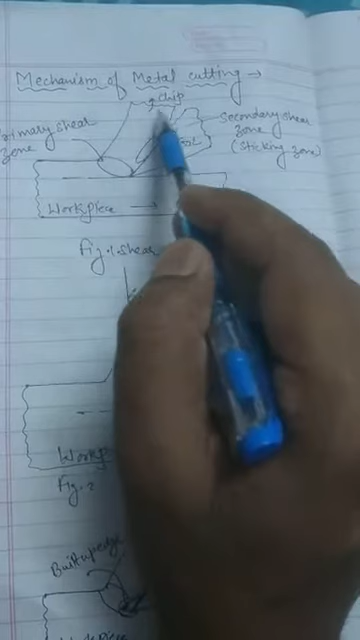 Mechanism of Metal cutting →
chip
Primary shear
zone
Secondary shear
zone
(Sticking zone)
Workpiece →
Fig.1. shear
Fig-2
Built up edge